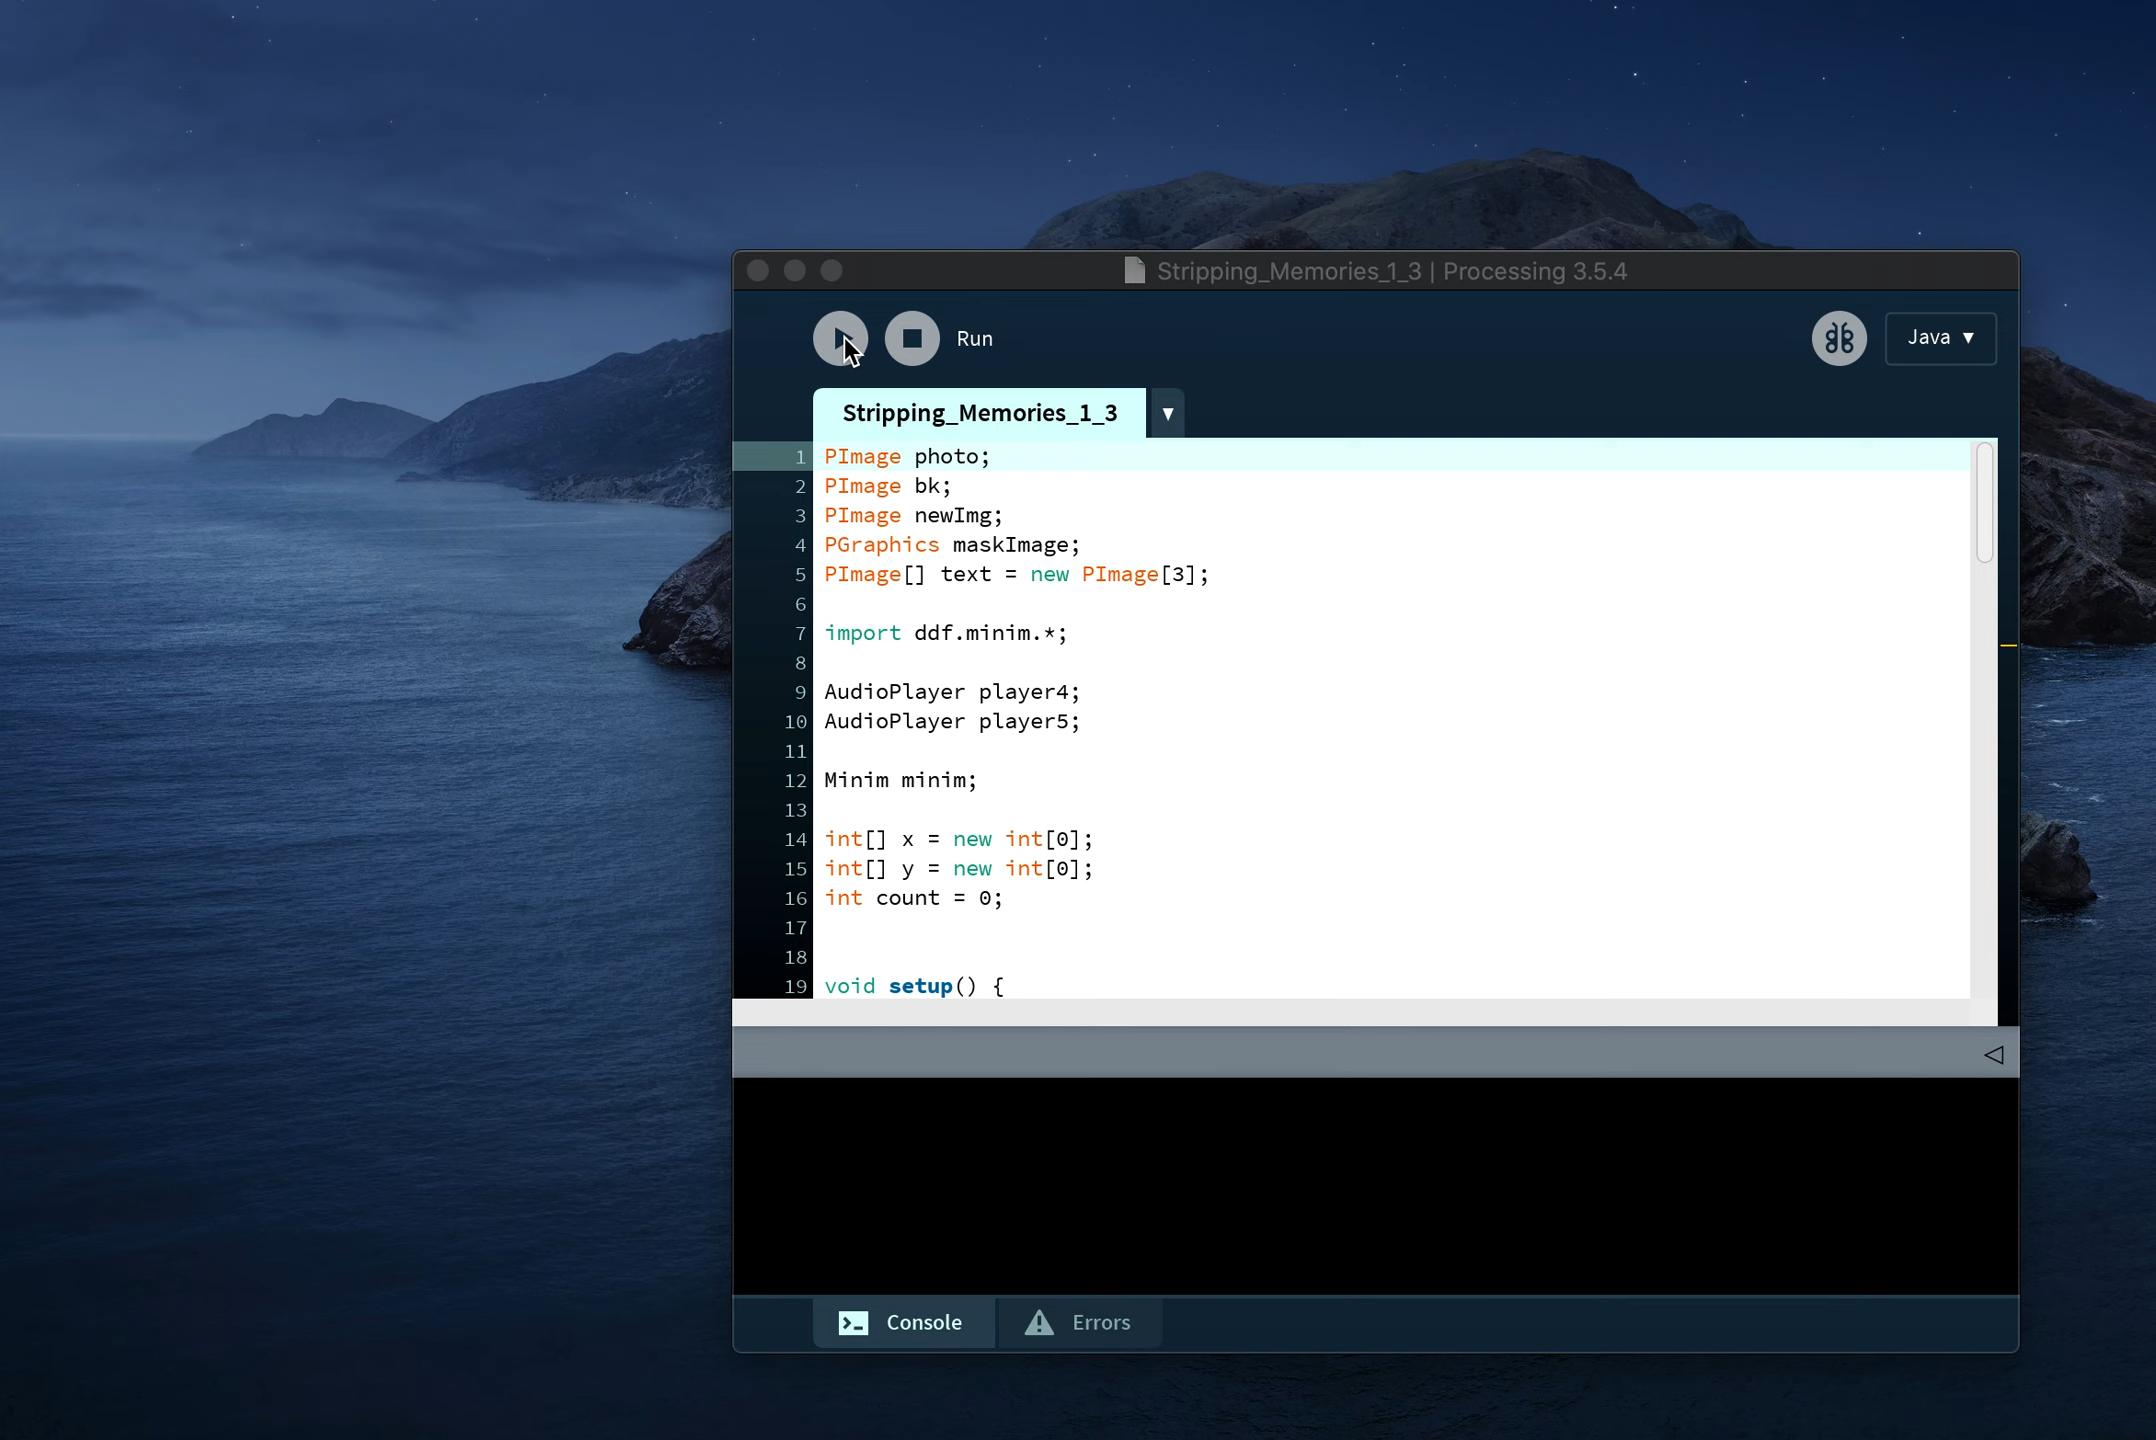 Stripping_Memories_1_3 | Processing 3.5.4
Run
Java ▼
Stripping_Memories_1_3 ▼
1 PImage photo;
2 PImage bk;
3 PImage newImg;
4 PGraphics maskImage;
5 PImage[] text = new PImage[3];
6
7 import ddf.minim.*;
8
9 AudioPlayer player4;
10 AudioPlayer player5;
11
12 Minim minim;
13
14 int[] x = new int[0];
15 int[] y = new int[0];
16 int count = 0;
17
18
19 void setup() {
Console Errors